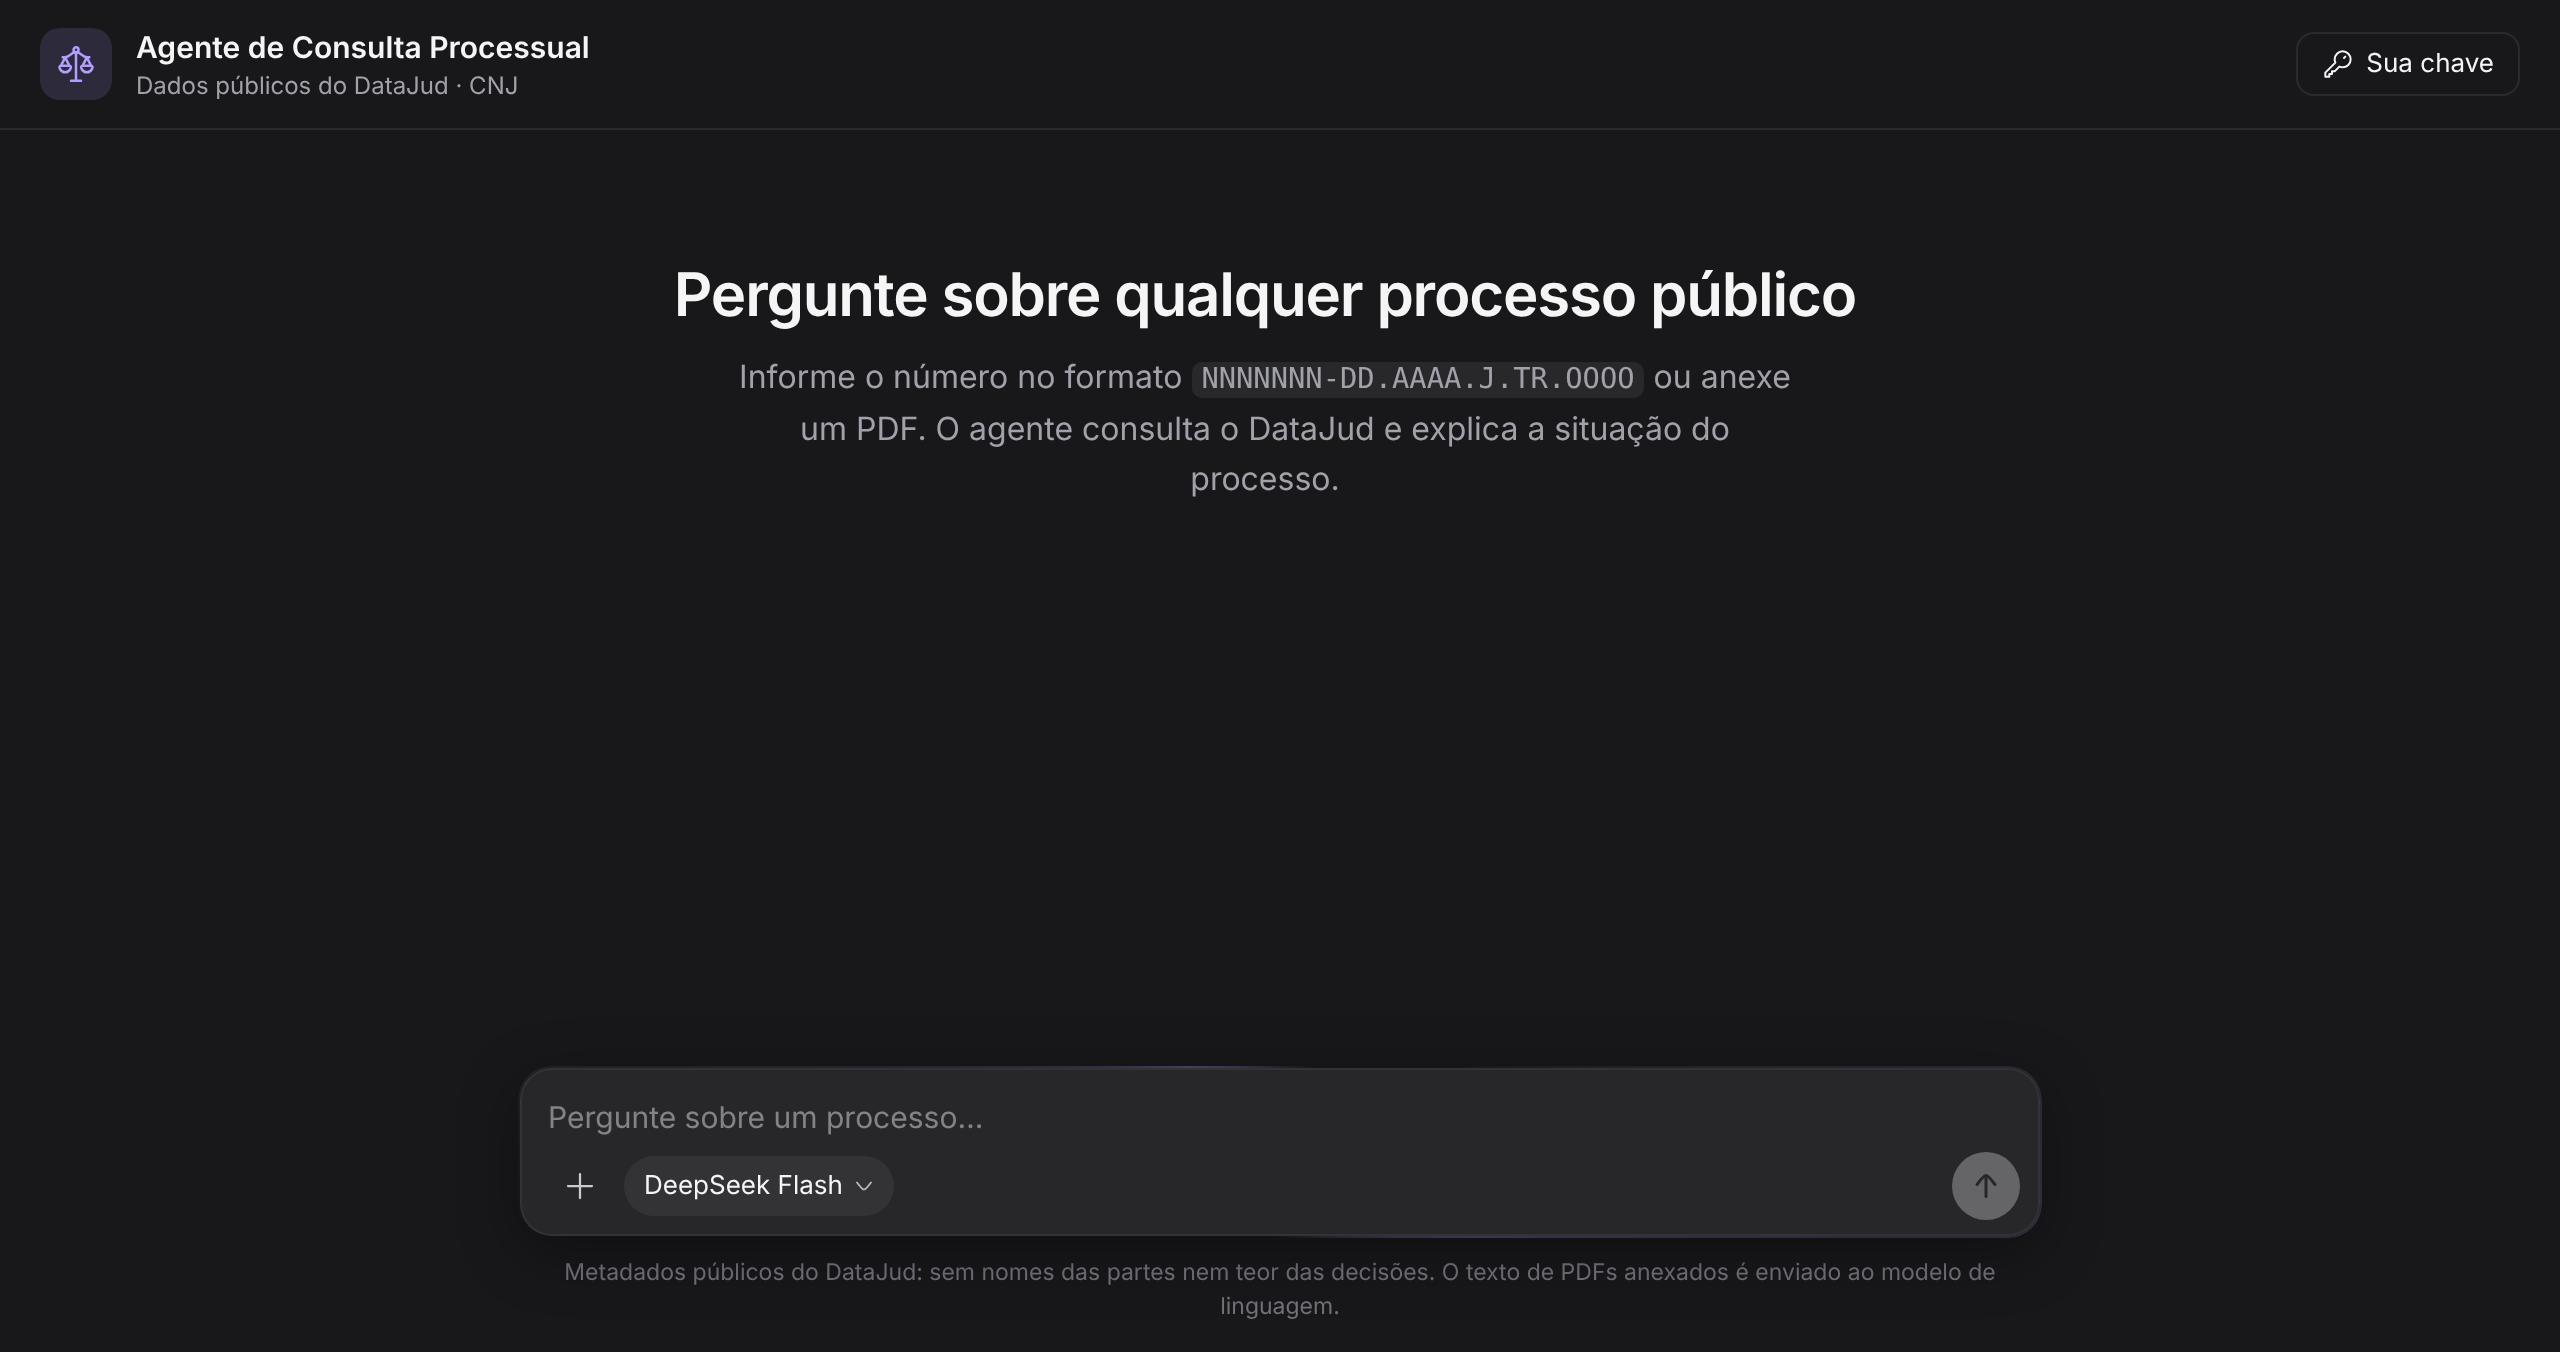 Agente de Consulta Processual
Dados públicos do DataJud · CNJ
Sua chave
Pergunte sobre qualquer processo público
Informe o número no formato NNNNNNN-DD.AAAA.J.TR.OOOO ou anexe
um PDF. O agente consulta o DataJud e explica a situação do
processo.
Pergunte sobre um processo...
DeepSeek Flash
Metadados públicos do DataJud: sem nomes das partes nem teor das decisões. O texto de PDFs anexados é enviado ao modelo de
linguagem.